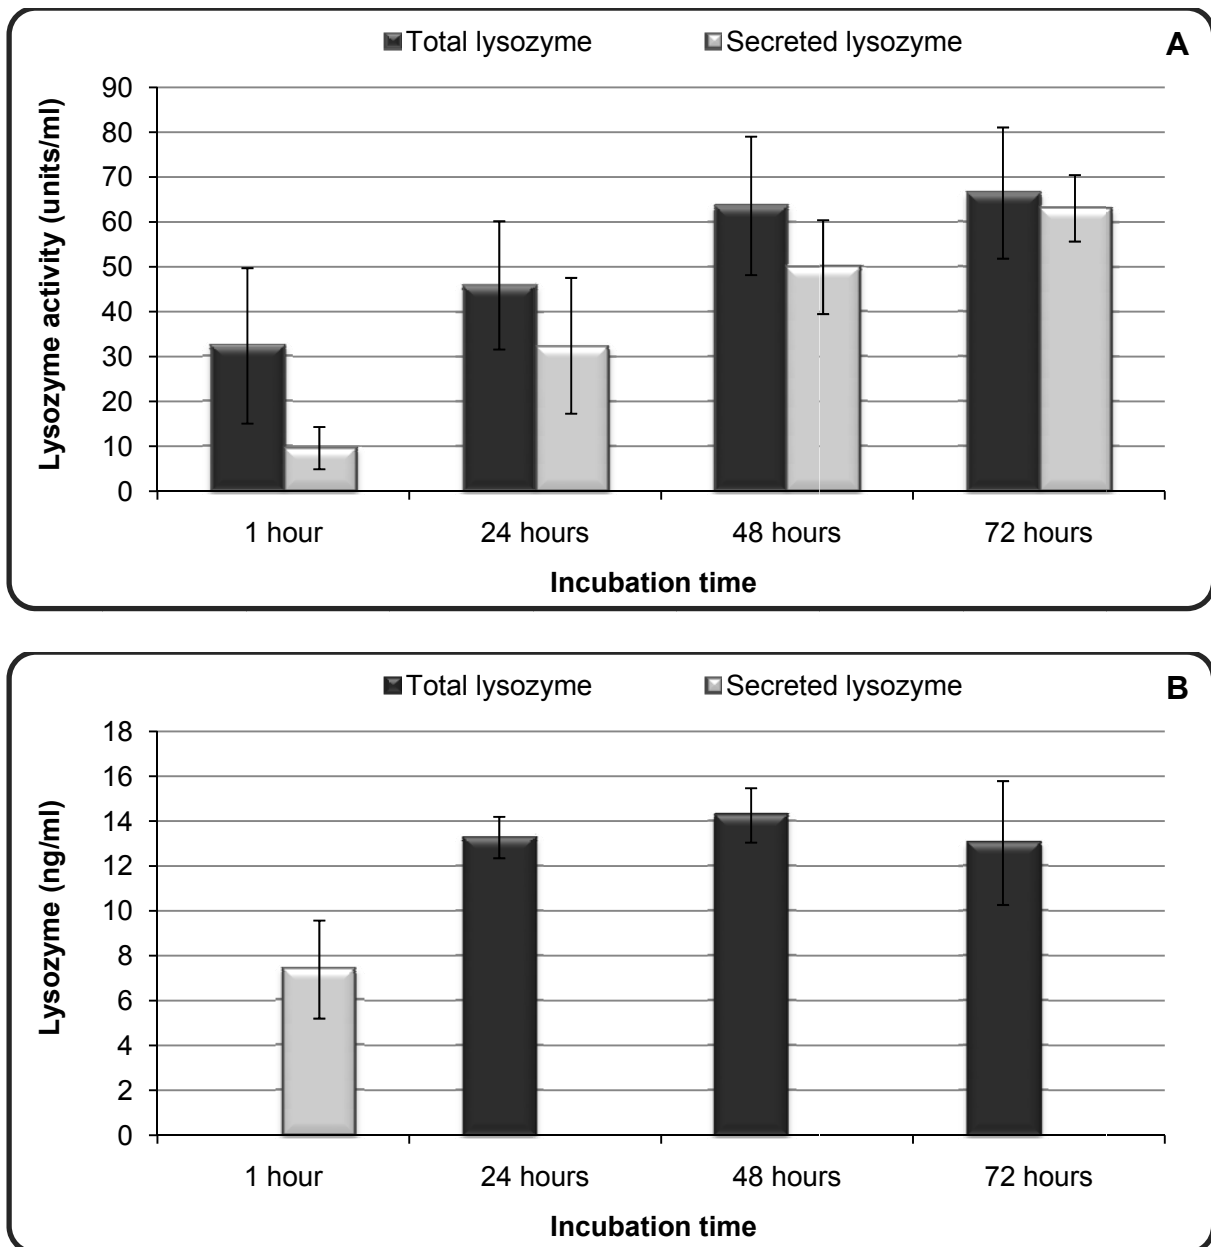 Total lysozyme Secreted lysozyme A
Lysozyme activity (units/ml)
90
80
70
60
50
40
30
20
10
0
1 hour 24 hours 48 hours 72 hours
Incubation time
Total lysozyme Secreted lysozyme B
Lysozyme (ng/ml)
18
16
14
12
10
8
6
4
2
0
1 hour 24 hours 48 hours 72 hours
Incubation time